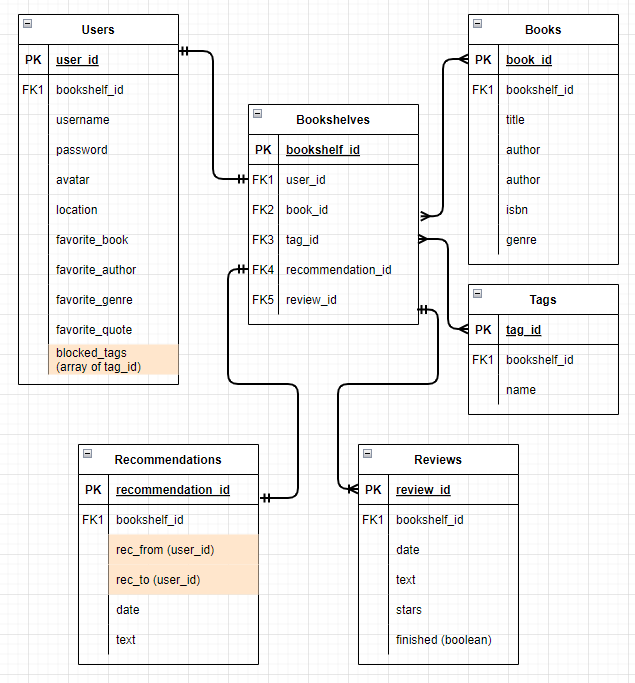 Users
PK user_id
FK1 bookshelf_id
username
password
avatar
location
favorite_book
favorite_author
favorite_genre
favorite_quote
blocked_tags
(array of tag_id)
Bookshelves
PK bookshelf_id
FK1 user_id
FK2 book_id
FK3 tag_id
FK4 recommendation_id
FK5 review_id
Books
PK book_id
FK1 bookshelf_id
title
author
author
isbn
genre
Tags
PK tag_id
FK1 bookshelf_id
name
Recommendations
PK recommendation_id
FK1 bookshelf_id
rec_from (user_id)
rec_to (user_id)
date
text
Reviews
PK review_id
FK1 bookshelf_id
date
text
stars
finished (boolean)